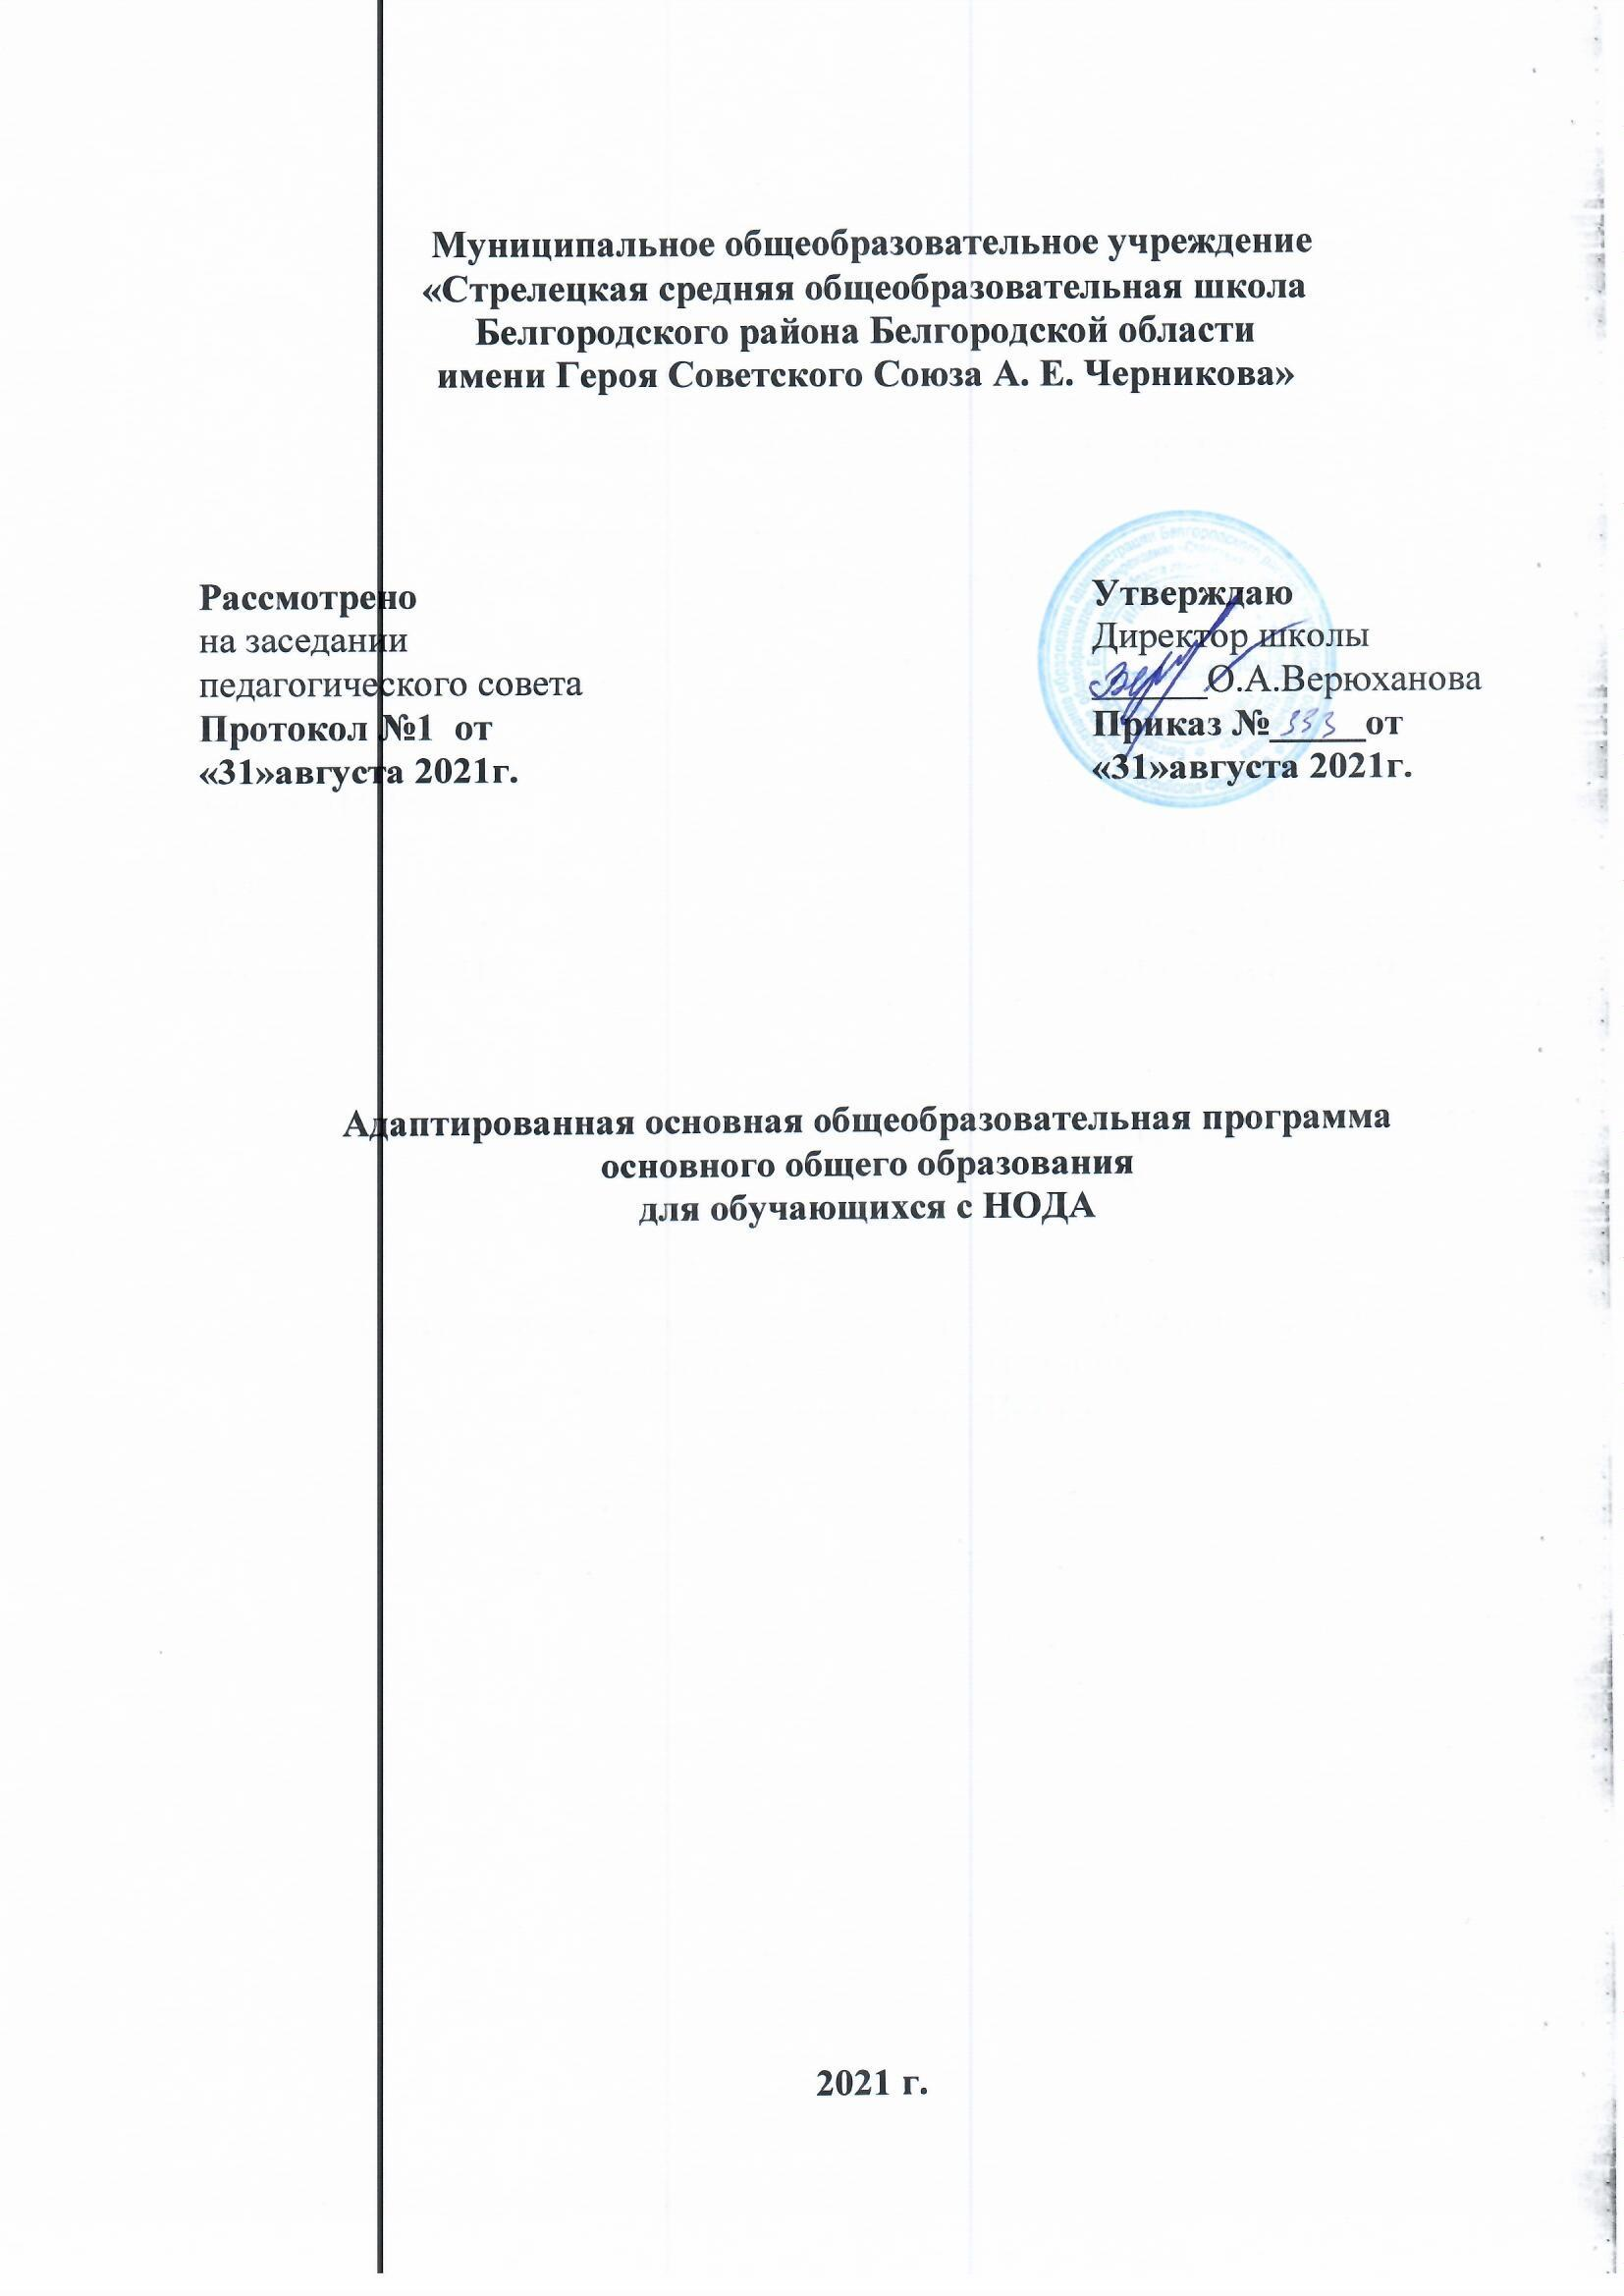 Муниципальное общеобразовательное учреждение
«Стрелецкая средняя общеобразовательная школа
Белгородского района Белгородской области
имени Героя Советского Союза А. Е. Черникова»
Рассмотрено
на заседании
педагогического совета
Протокол №1 от
«31»августа 2021г.
Утверждаю
Директор школы
О.А.Верюханова
Приказ № 333 от
«31»августа 2021г.
Адаптированная основная общеобразовательная программа
основного общего образования
для обучающихся с НОДА
2021 г.